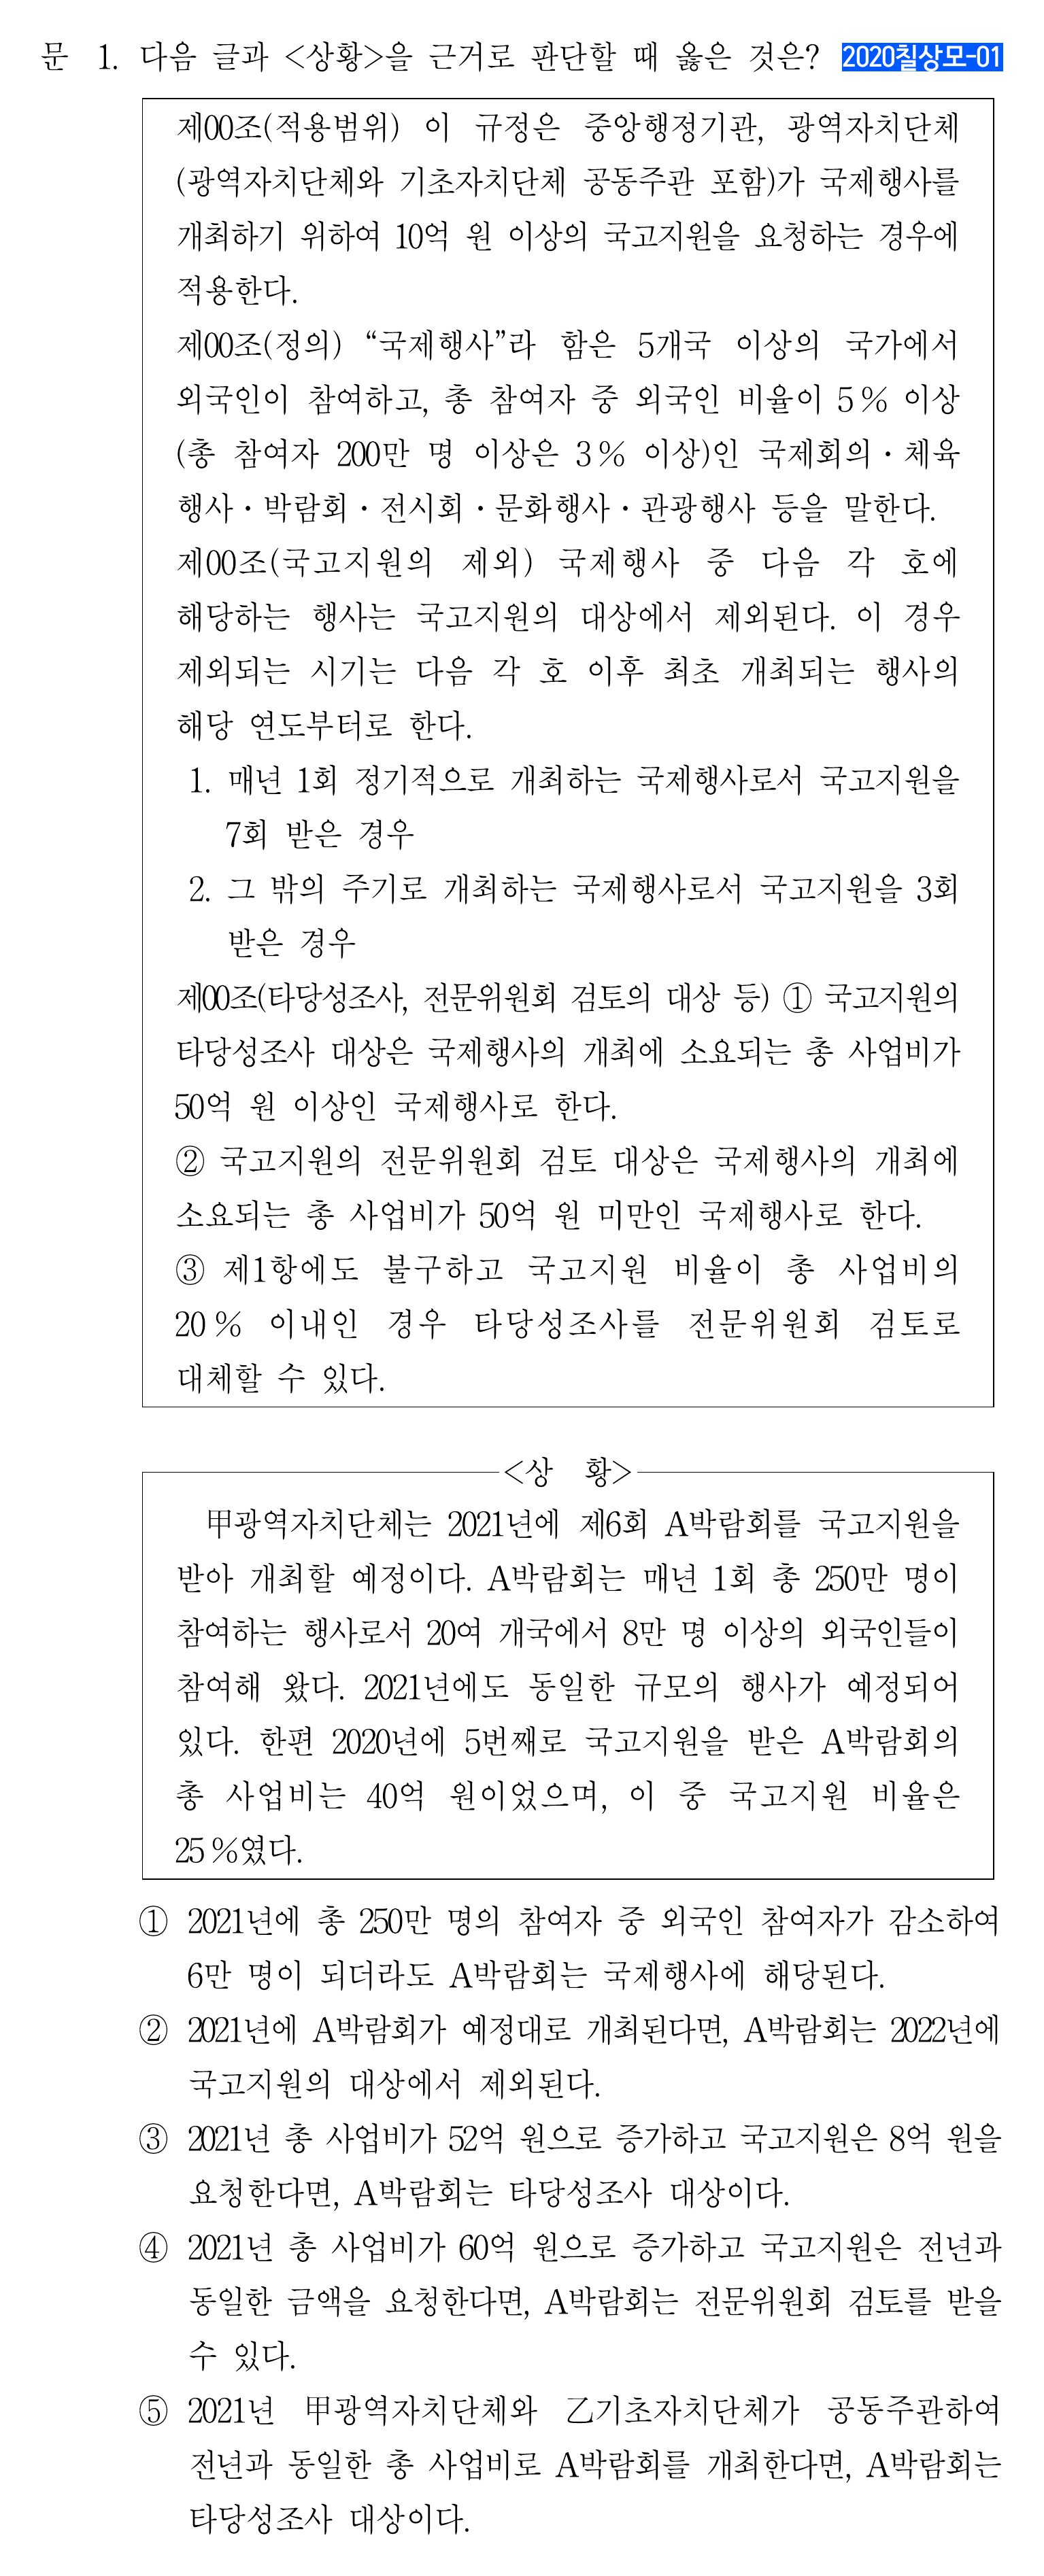 문 1. 다음 글과 <상황>을 근거로 판단할 때 옳은 것은? 2020칠상모-01
제00조(적용범위) 이 규정은 중앙행정기관, 광역자치단체
(광역자치단체와 기초자치단체 공동주관 포함)가 국제행사를
개최하기 위하여 10억 원 이상의 국고지원을 요청하는 경우에
적용한다.
제00조(정의) “국제행사”라 함은 5개국 이상의 국가에서
외국인이 참여하고, 총 참여자 중 외국인 비율이 5% 이상
(총 참여자 200만 명 이상은 3% 이상)인 국제회의·체육
행사·박람회·전시회·문화행사·관광행사 등을 말한다.
제00조(국고지원의 제외) 국제행사 중 다음 각 호에
해당하는 행사는 국고지원의 대상에서 제외된다. 이 경우
제외되는 시기는 다음 각 호 이후 최초 개최되는 행사의
해당 연도부터로 한다.
1. 매년 1회 정기적으로 개최하는 국제행사로서 국고지원을
7회 받은 경우
2. 그 밖의 주기로 개최하는 국제행사로서 국고지원을 3회
받은 경우
제00조(타당성조사, 전문위원회 검토의 대상 등) ① 국고지원의
타당성조사 대상은 국제행사의 개최에 소요되는 총 사업비가
50억 원 이상인 국제행사로 한다.
② 국고지원의 전문위원회 검토 대상은 국제행사의 개최에
소요되는 총 사업비가 50억 원 미만인 국제행사로 한다.
③ 제1항에도 불구하고 국고지원 비율이 총 사업비의
20% 이내인 경우 타당성조사를 전문위원회 검토로
대체할 수 있다.
<상 황>
甲광역자치단체는 2021년에 제6회 A박람회를 국고지원을
받아 개최할 예정이다. A박람회는 매년 1회 총 250만 명이
참여하는 행사로서 20여 개국에서 8만 명 이상의 외국인들이
참여해 왔다. 2021년에도 동일한 규모의 행사가 예정되어
있다. 한편 2020년에 5번째로 국고지원을 받은 A박람회의
총 사업비는 40억 원이었으며, 이 중 국고지원 비율은
25%였다.
① 2021년에 총 250만 명의 참여자 중 외국인 참여자가 감소하여
6만 명이 되더라도 A박람회는 국제행사에 해당된다.
② 2021년에 A박람회가 예정대로 개최된다면, A박람회는 2022년에
국고지원의 대상에서 제외된다.
③ 2021년 총 사업비가 52억 원으로 증가하고 국고지원은 8억 원을
요청한다면, A박람회는 타당성조사 대상이다.
④ 2021년 총 사업비가 60억 원으로 증가하고 국고지원은 전년과
동일한 금액을 요청한다면, A박람회는 전문위원회 검토를 받을
수 있다.
⑤ 2021년 甲광역자치단체와 乙기초자치단체가 공동주관하여
전년과 동일한 총 사업비로 A박람회를 개최한다면, A박람회는
타당성조사 대상이다.